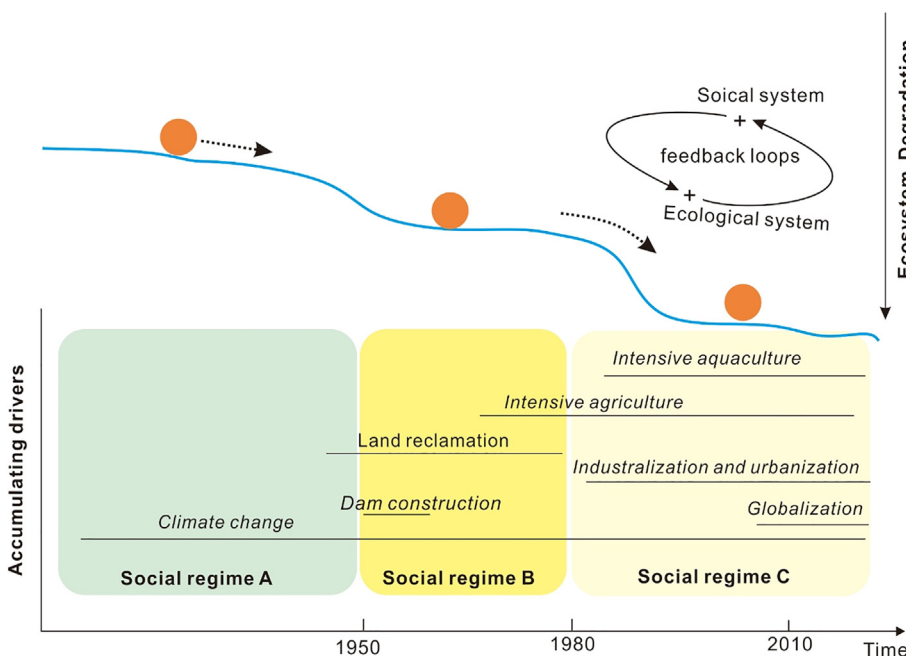 Ecosystem Degradation
Soical system
+
feedback loops
+
Ecological system
Accumulating drivers
Intensive aquaculture
Intensive agriculture
Land reclamation
Industralization and urbanization
Dam construction
Globalization
Climate change
Social regime A
Social regime B
Social regime C
1950
1980
2010
Time